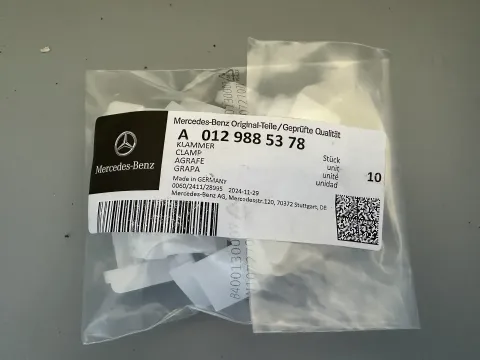 Mercedes-Benz Original-Teile/Geprüfte Qualität
A 012 988 53 78
KLAMMER
CLAMP
AGRAFE
GRAPA
Stück
unit
unité
unidad
10
Made in GERMANY
0060/2411/28995 2024-11-29
Mercedes-Benz AG, Mercedesstr.120, 70372 Stuttgart, DE
Mercedes-Benz